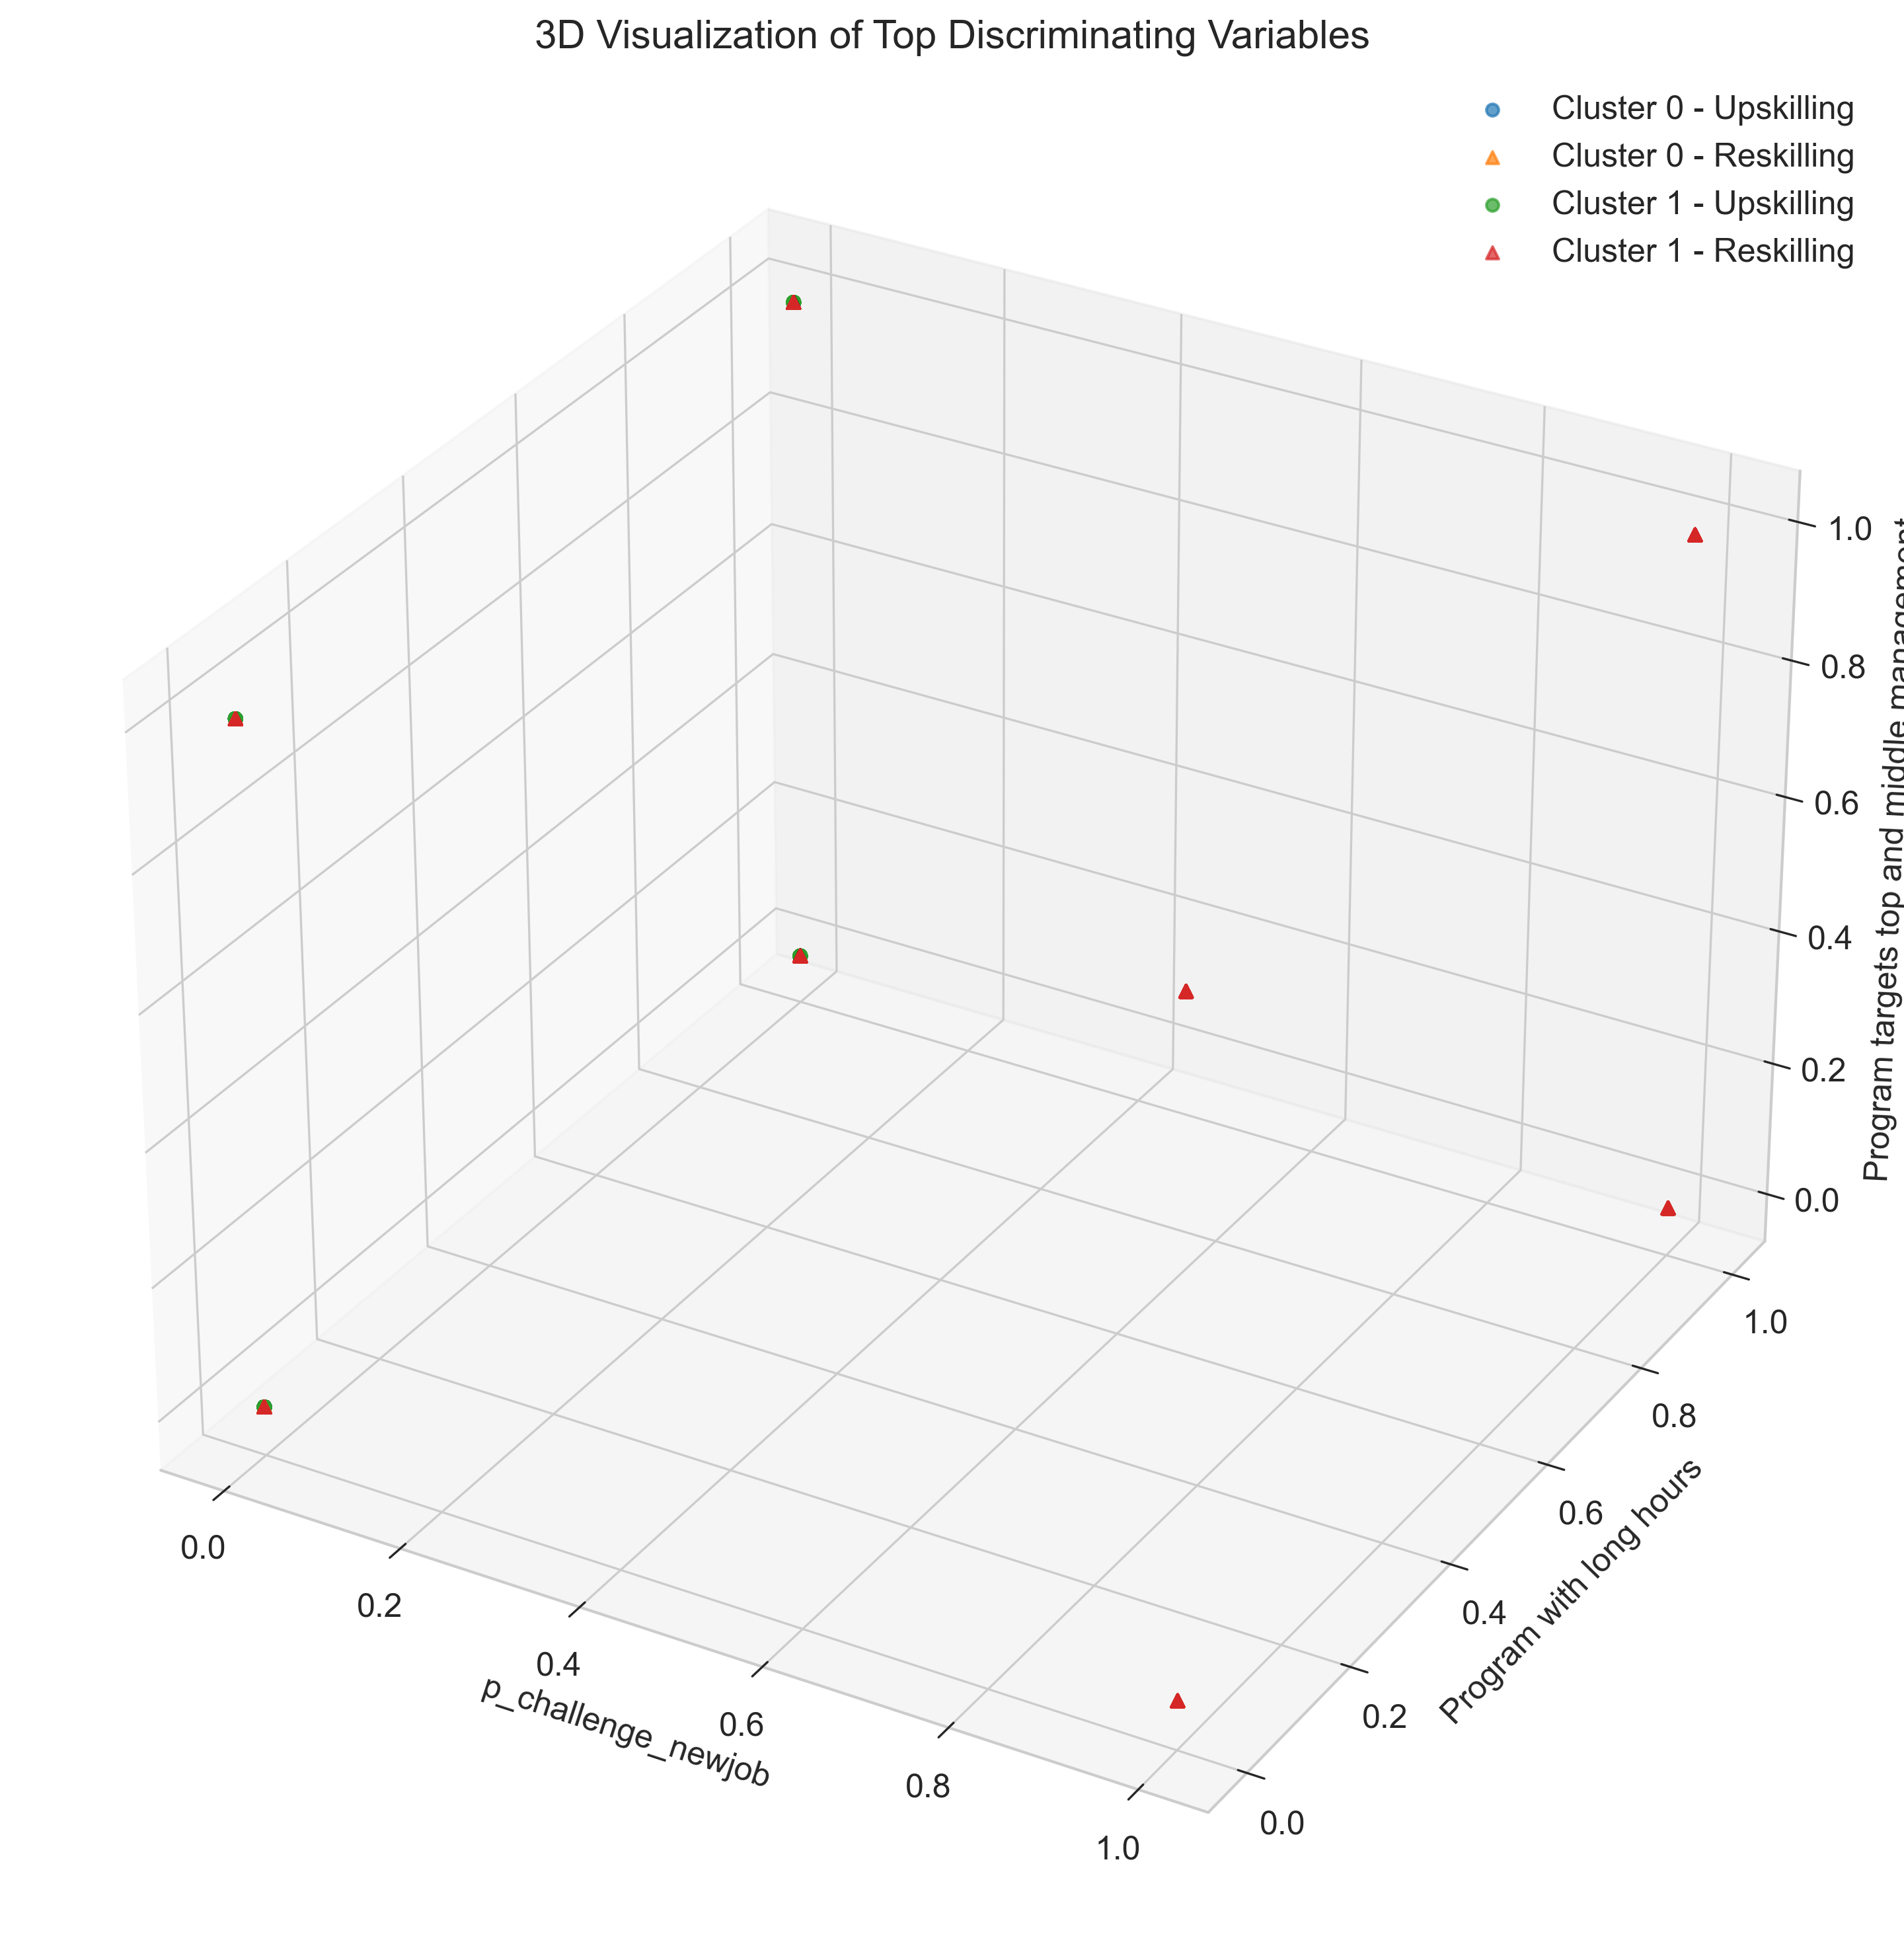 3D Visualization of Top Discriminating Variables
Cluster 0 - Upskilling
Cluster 0 - Reskilling
Cluster 1 - Upskilling
Cluster 1 - Reskilling
1.0
0.8
0.6
0.4
0.2
0.0
Program targets top and middle management
1.0
0.8
0.6
0.4
0.2
0.0
Program with long hours
0.0
0.2
0.4
0.6
0.8
1.0
p_challenge_newjob